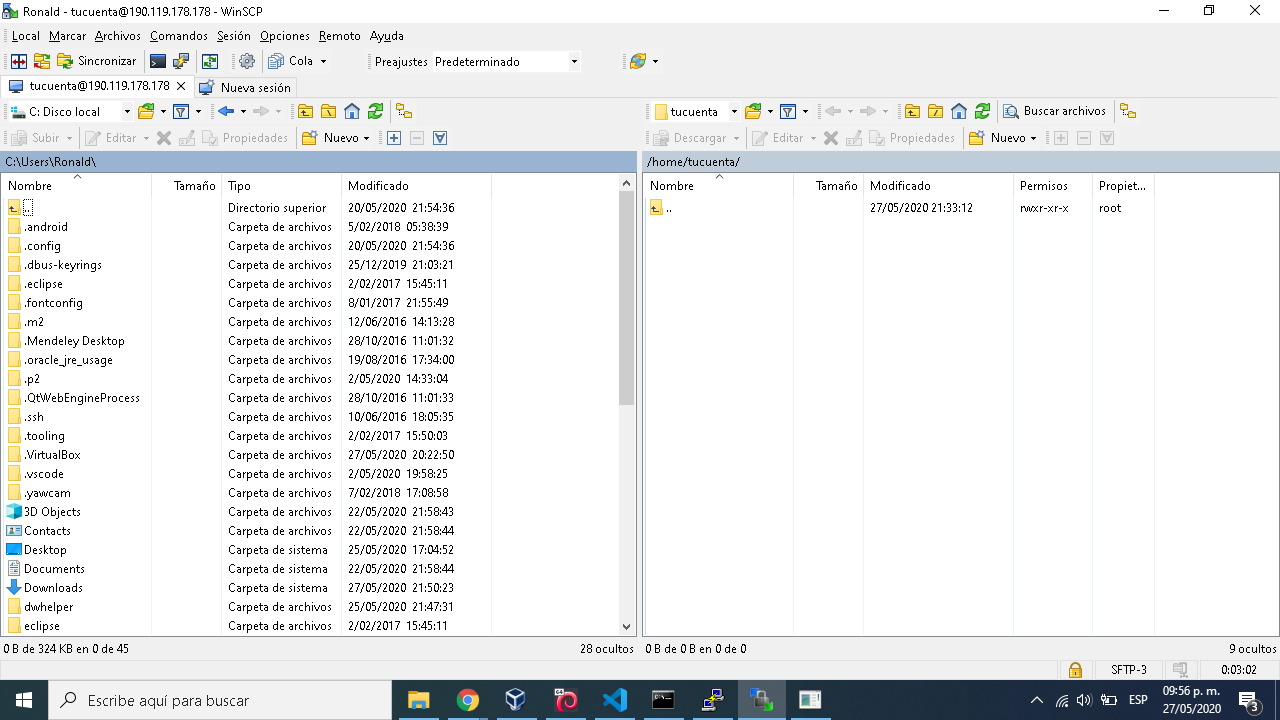 Ronald - tucuenta@190.119.178.178 - WinSCP
Local Marcar Archivos Comandos Sesión Opciones Remoto Ayuda
Sincronizar Cola Preajustes Predeterminado
tucuenta@190.119.178.178 Nueva sesión
C: Disco local tucuenta Buscar archivos
Subir Editar Propiedades Nuevo Descargar Editar Propiedades Nuevo
C:\Users\Ronald\ /home/tucuenta/
Nombre Tamaño Tipo Modificado Nombre Tamaño Modificado Permisos Propiet...
.. Directorio superior 20/05/2020 21:54:36 .. 27/05/2020 21:33:12 rwxr-xr-x root
.android Carpeta de archivos 5/02/2018 05:38:39
.config Carpeta de archivos 20/05/2020 21:54:36
.dbus-keyrings Carpeta de archivos 25/12/2019 21:03:21
.eclipse Carpeta de archivos 2/02/2017 15:45:11
.fontconfig Carpeta de archivos 8/01/2017 21:55:49
.m2 Carpeta de archivos 12/06/2016 14:13:28
.Mendeley Desktop Carpeta de archivos 28/10/2016 11:01:32
.oracle_jre_usage Carpeta de archivos 19/08/2016 17:34:00
.p2 Carpeta de archivos 2/05/2020 14:33:04
.QtWebEngineProcess Carpeta de archivos 28/10/2016 11:01:33
.ssh Carpeta de archivos 10/06/2016 18:05:35
.tooling Carpeta de archivos 2/02/2017 15:50:03
.VirtualBox Carpeta de archivos 27/05/2020 20:22:50
.vscode Carpeta de archivos 2/05/2020 19:58:25
.yawcam Carpeta de archivos 7/02/2018 17:08:58
3D Objects Carpeta de archivos 22/05/2020 21:58:43
Contacts Carpeta de archivos 22/05/2020 21:58:44
Desktop Carpeta de sistema 25/05/2020 17:04:52
Documents Carpeta de sistema 22/05/2020 21:58:44
Downloads Carpeta de sistema 27/05/2020 21:50:23
dwhelper Carpeta de archivos 25/05/2020 21:47:31
eclipse Carpeta de archivos 2/02/2017 15:45:11
0 B de 324 KB en 0 de 45 28 ocultos 0 B de 0 B en 0 de 0 9 ocultos
SFTP-3 0:03:02
Escribe aquí para buscar ESP 09:56 p. m.
27/05/2020 3